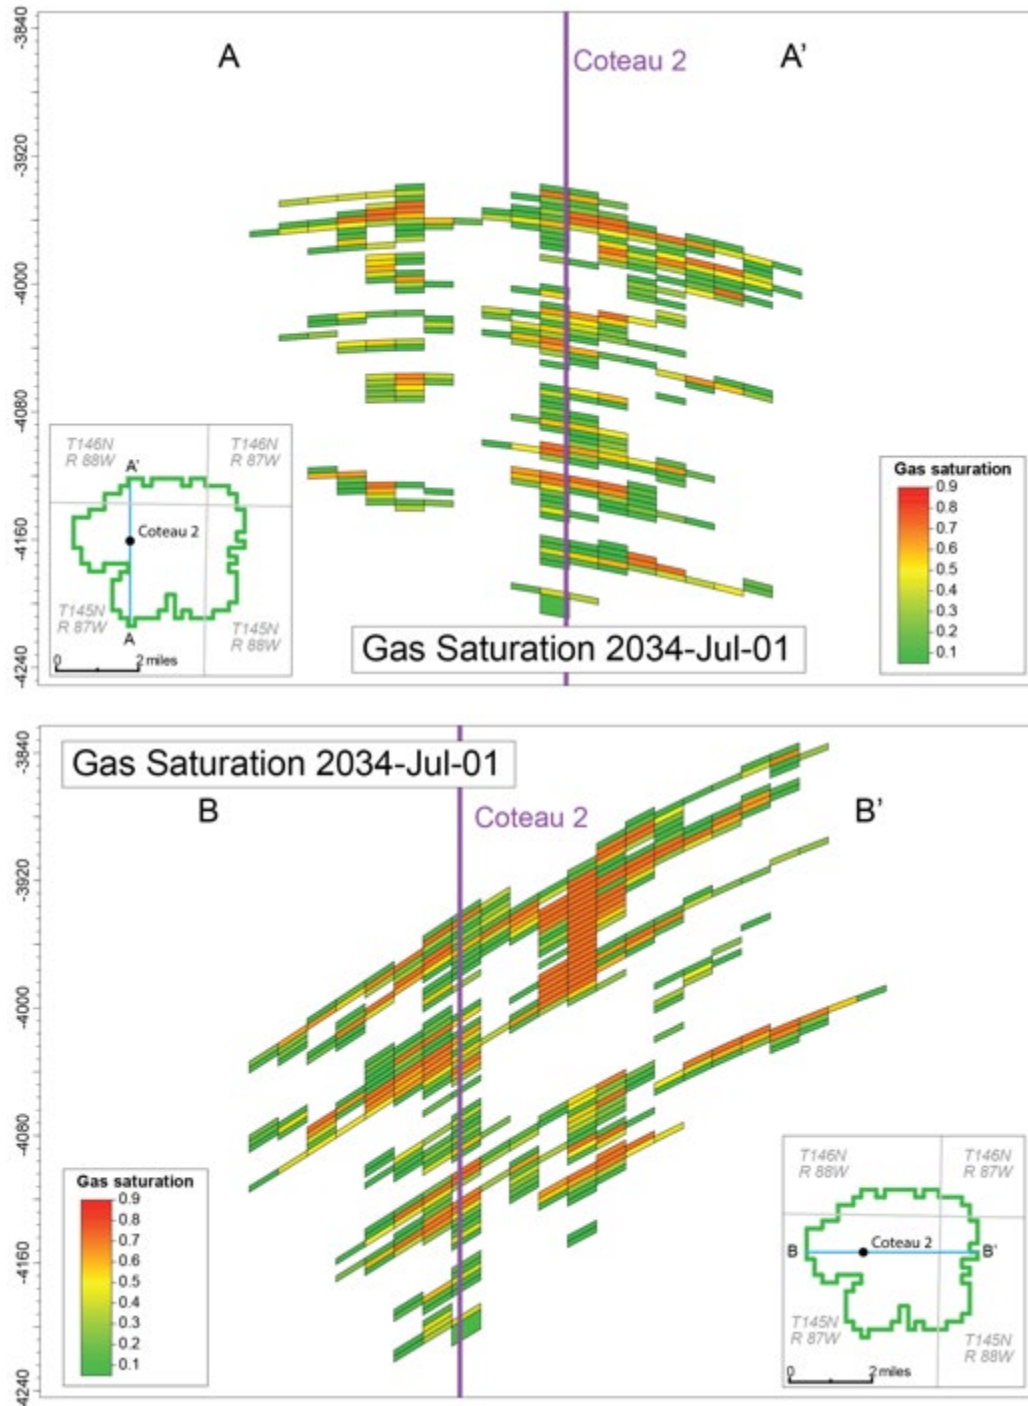 -3840
-3920
-4000
-4080
-4160
-4240
A
Coteau 2
A'
T146N
R 88W
T146N
R 87W
A'
Coteau 2
T145N
R 87W
A
T145N
R 88W
0
2 miles
Gas saturation
0.9
0.8
0.7
0.6
0.5
0.4
0.3
0.2
0.1
Gas Saturation 2034-Jul-01
-3840
-3920
-4000
-4080
-4160
-4240
Gas Saturation 2034-Jul-01
B
Coteau 2
B'
Gas saturation
0.9
0.8
0.7
0.6
0.5
0.4
0.3
0.2
0.1
T146N
R 88W
T146N
R 87W
B
Coteau 2
B'
T145N
R 87W
T145N
R 88W
0
2 miles